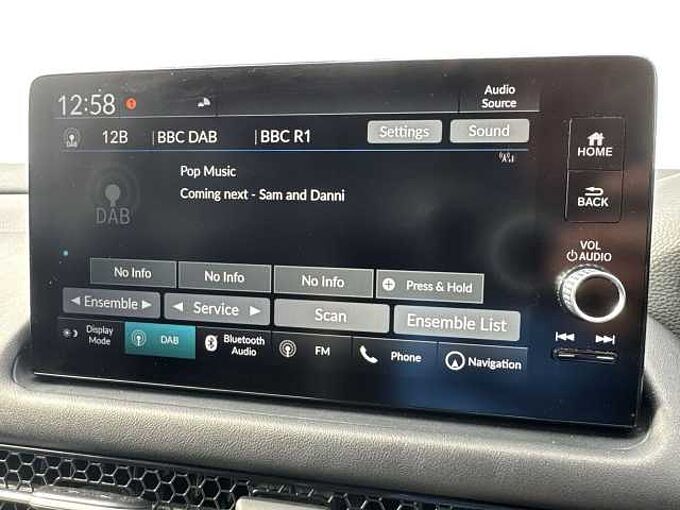 12:58
Audio
Source
DAB 12B | BBC DAB | BBC R1 Settings Sound
HOME
Pop Music
Coming next - Sam and Danni
DAB
BACK
VOL
AUDIO
No Info No Info No Info + Press & Hold
◀ Ensemble ▶ ◀ Service ▶ Scan Ensemble List
Display
Mode
DAB
Bluetooth
Audio
FM
Phone
Navigation